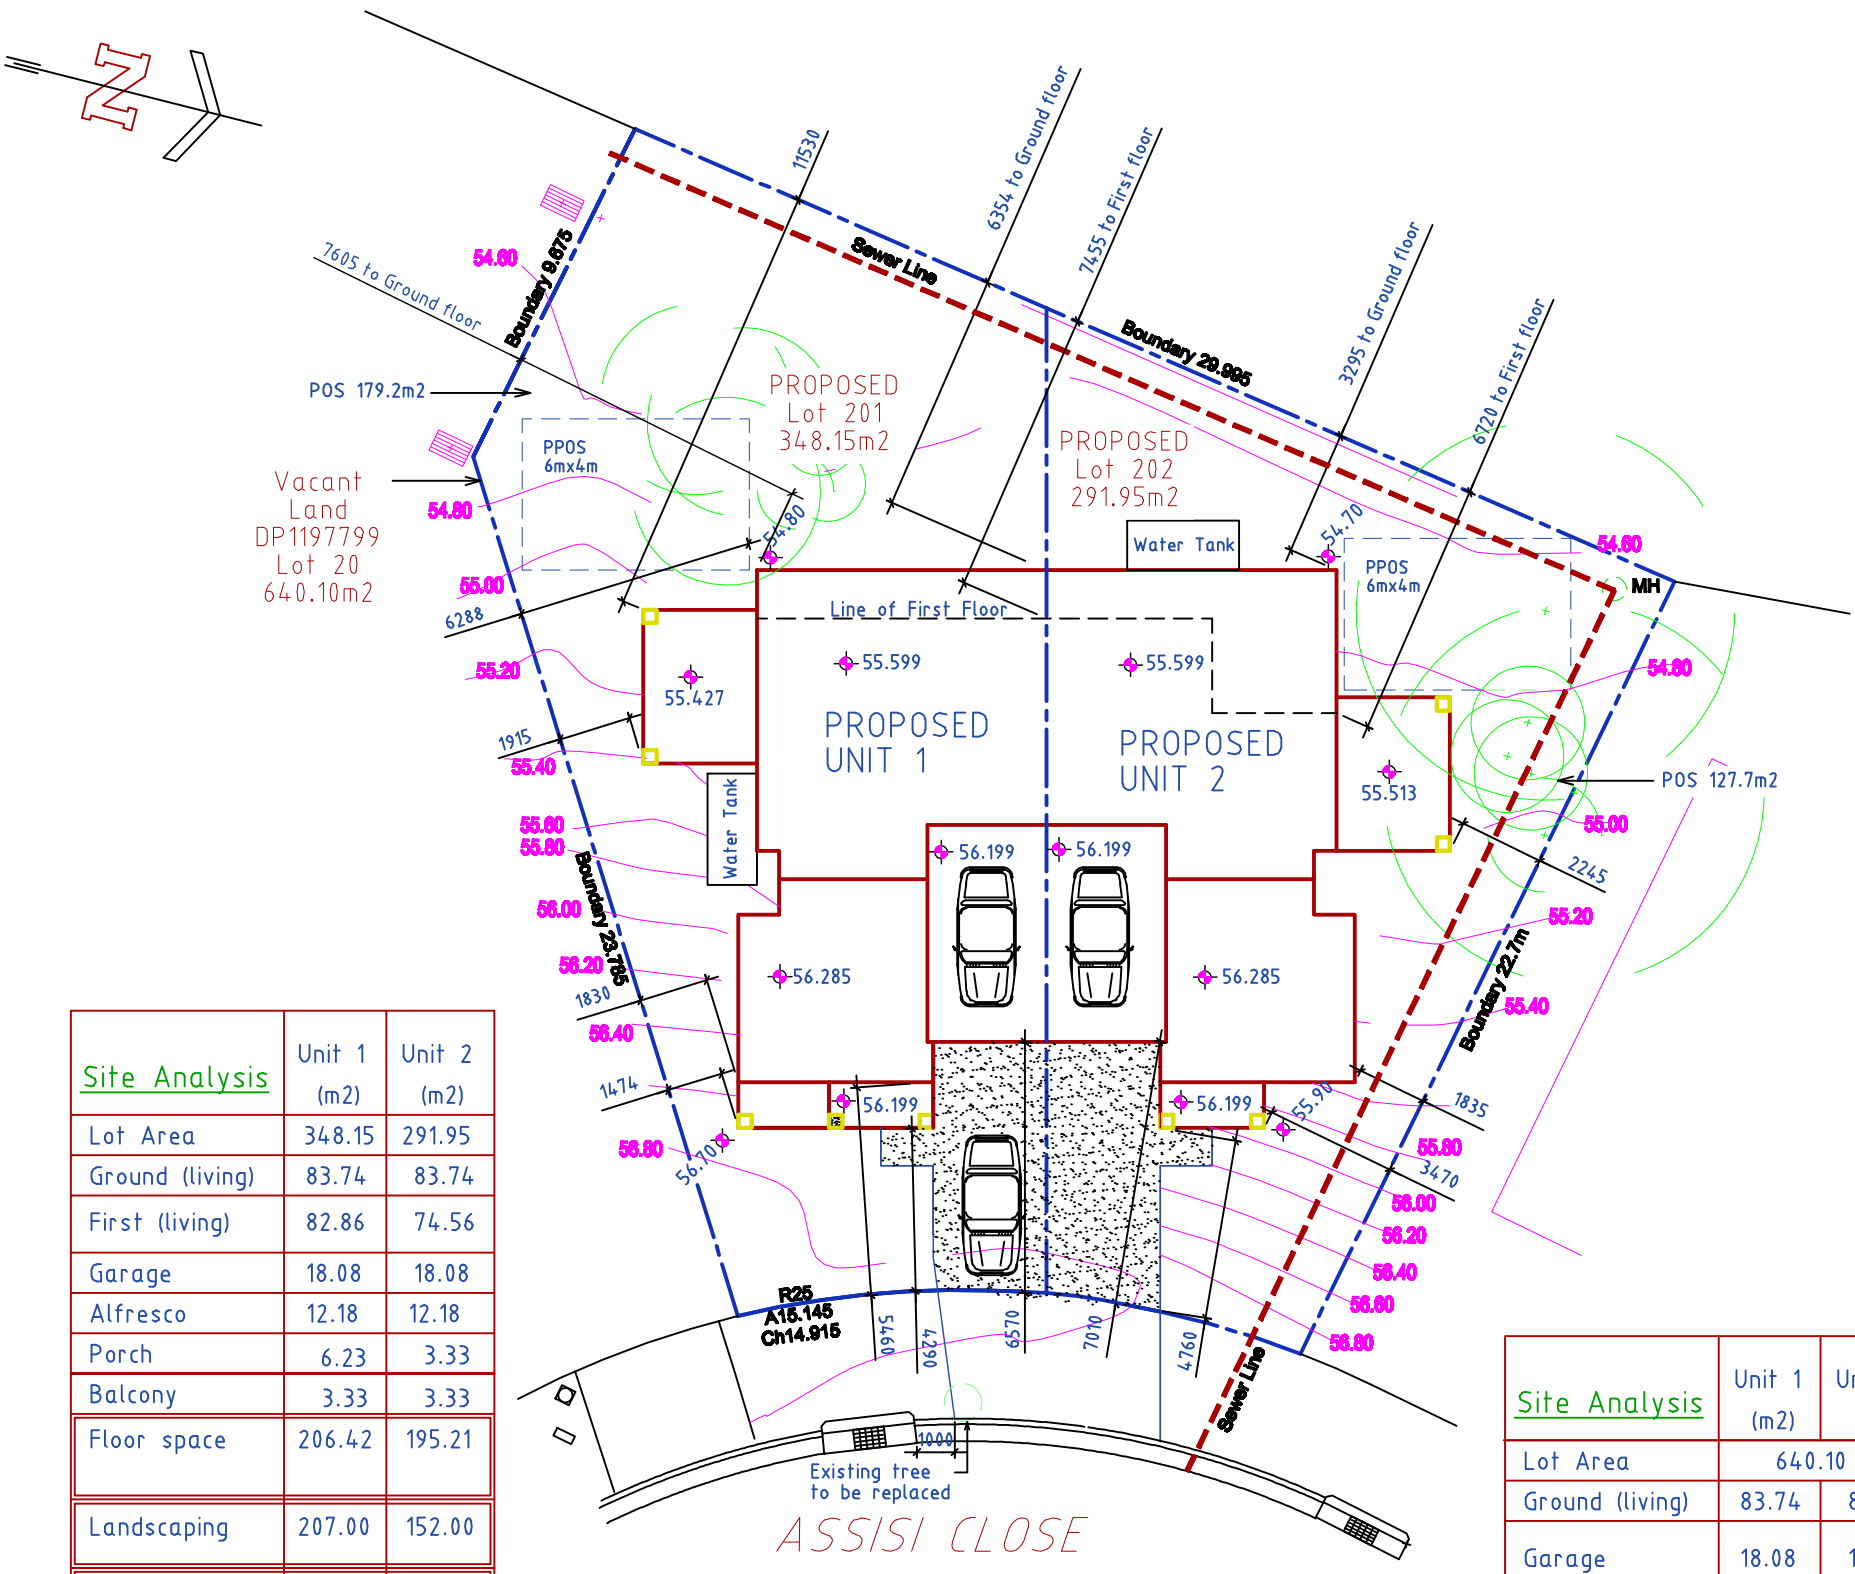 N
11530
6354 to Ground floor
7455 to First floor
3295 to Ground floor
6720 to First floor
7605 to Ground floor
54.60
Boundary 9.675
Sewer Line
Boundary 29.995
POS 179.2m2
PPOS
6mx4m
PROPOSED
Lot 201
348.15m2
PROPOSED
Lot 202
291.95m2
Vacant
Land
DP1197799
Lot 20
640.10m2
54.80
54.80
54.70
Water Tank
54.60
MH
PPOS
6mx4m
55.00
6288
Line of First Floor
55.20
55.427
55.599
55.599
54.80
PROPOSED
UNIT 1
PROPOSED
UNIT 2
1915
55.40
55.513
POS 127.7m2
Water Tank
55.60
55.80
55.00
56.199
56.199
2245
Boundary 23.785
56.00
55.20
56.20
56.285
56.285
Boundary 22.7m
1830
55.40
56.40
1474
56.199
56.199
55.90
1835
56.80
56.70
55.80
3470
56.00
56.20
56.40
56.60
56.80
R25
A15.145
Ch14.915
5460
4290
6570
7010
4760
Sewer Line
1000
Existing tree
to be replaced
ASSISI CLOSE
Site Analysis Unit 1 (m2) Unit 2 (m2)
Lot Area 348.15 291.95
Ground (living) 83.74 83.74
First (living) 82.86 74.56
Garage 18.08 18.08
Alfresco 12.18 12.18
Porch 6.23 3.33
Balcony 3.33 3.33
Floor space 206.42 195.21
Landscaping 207.00 152.00
Site Analysis Unit 1 (m2)
Lot Area 640.10
Ground (living) 83.74
Garage 18.08